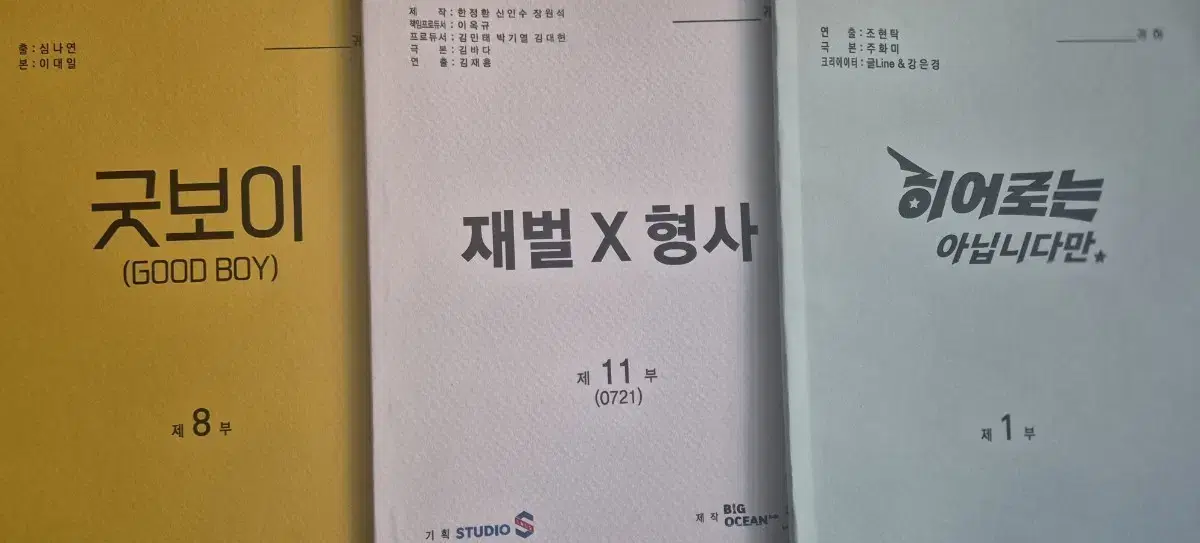 출 : 심 나 연
본 : 이 대 일
귀
굿보이
(GOOD BOY)
제 8 부
제 작 : 한 정 환 신 인 수 장 원 석
책임프로듀서 : 이 옥 규
프로듀서 : 김 민 태 박 기 열 김 대 헌
극 본 : 김 바 다
연 출 : 김 재 홍
귀
재벌 X 형사
제 11 부
(0721)
기 획 STUDIO S
제 작 B!G OCEAN
연 출 : 조 현 탁
극 본 : 주 화 미
크리에이터 : 글Line & 강 은 경
귀 하
히어로는
아닙니다만
제 1 부